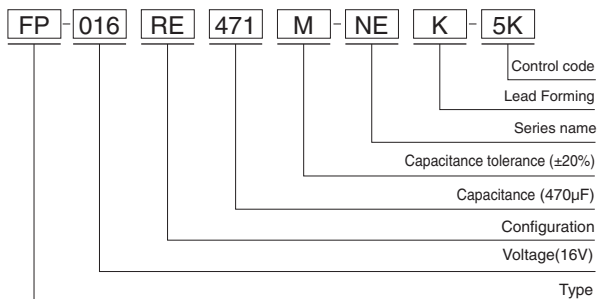 FP-016 RE 471 M-NE K-5K
Control code
Lead Forming
Series name
Capacitance tolerance (±20%)
Capacitance (470µF)
Configuration
Voltage(16V)
Type